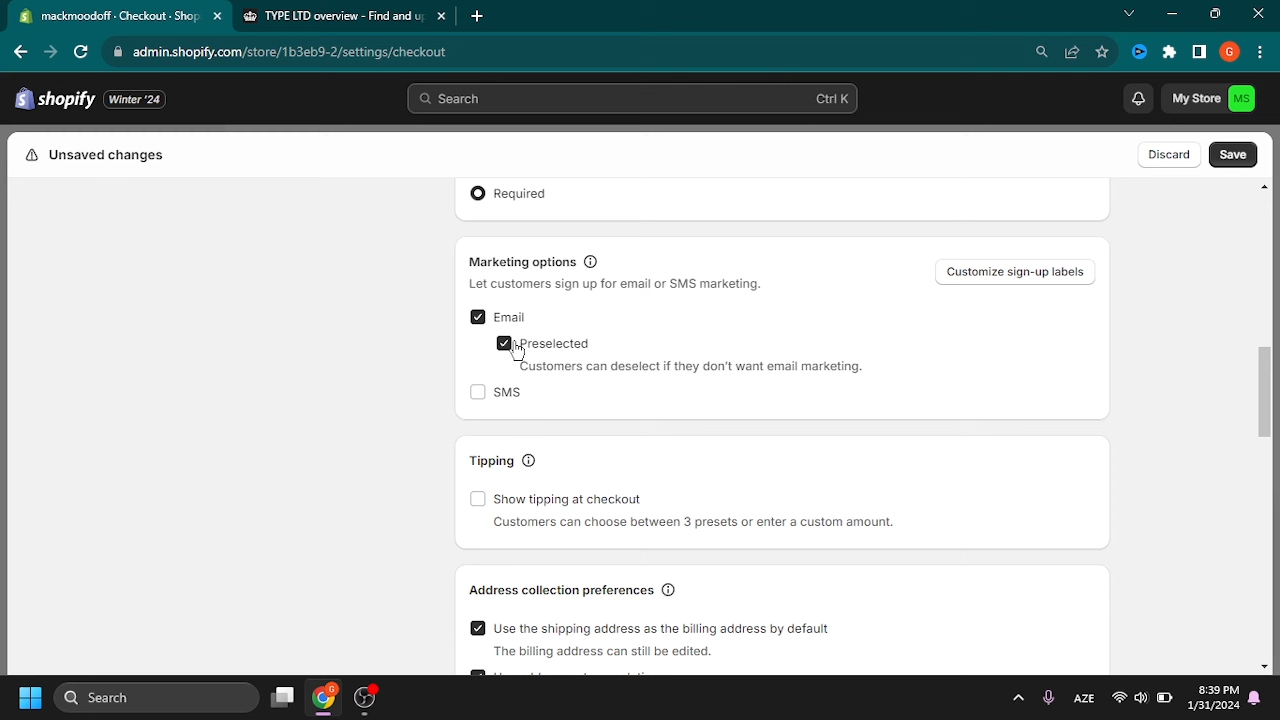 macmoodoff - Checkout · Shop
TYPE LTD overview - Find and up
admin.shopify.com/store/1b3eb9-2/settings/checkout
G
shopify
Winter '24
Search
Ctrl K
My Store
MS
Unsaved changes
Discard
Save
Required
Marketing options
Let customers sign up for email or SMS marketing.
Customize sign-up labels
Email
Preselected
Customers can deselect if they don't want email marketing.
SMS
Tipping
Show tipping at checkout
Customers can choose between 3 presets or enter a custom amount.
Address collection preferences
Use the shipping address as the billing address by default
The billing address can still be edited.
Search
G
AZE
8:39 PM
1/31/2024